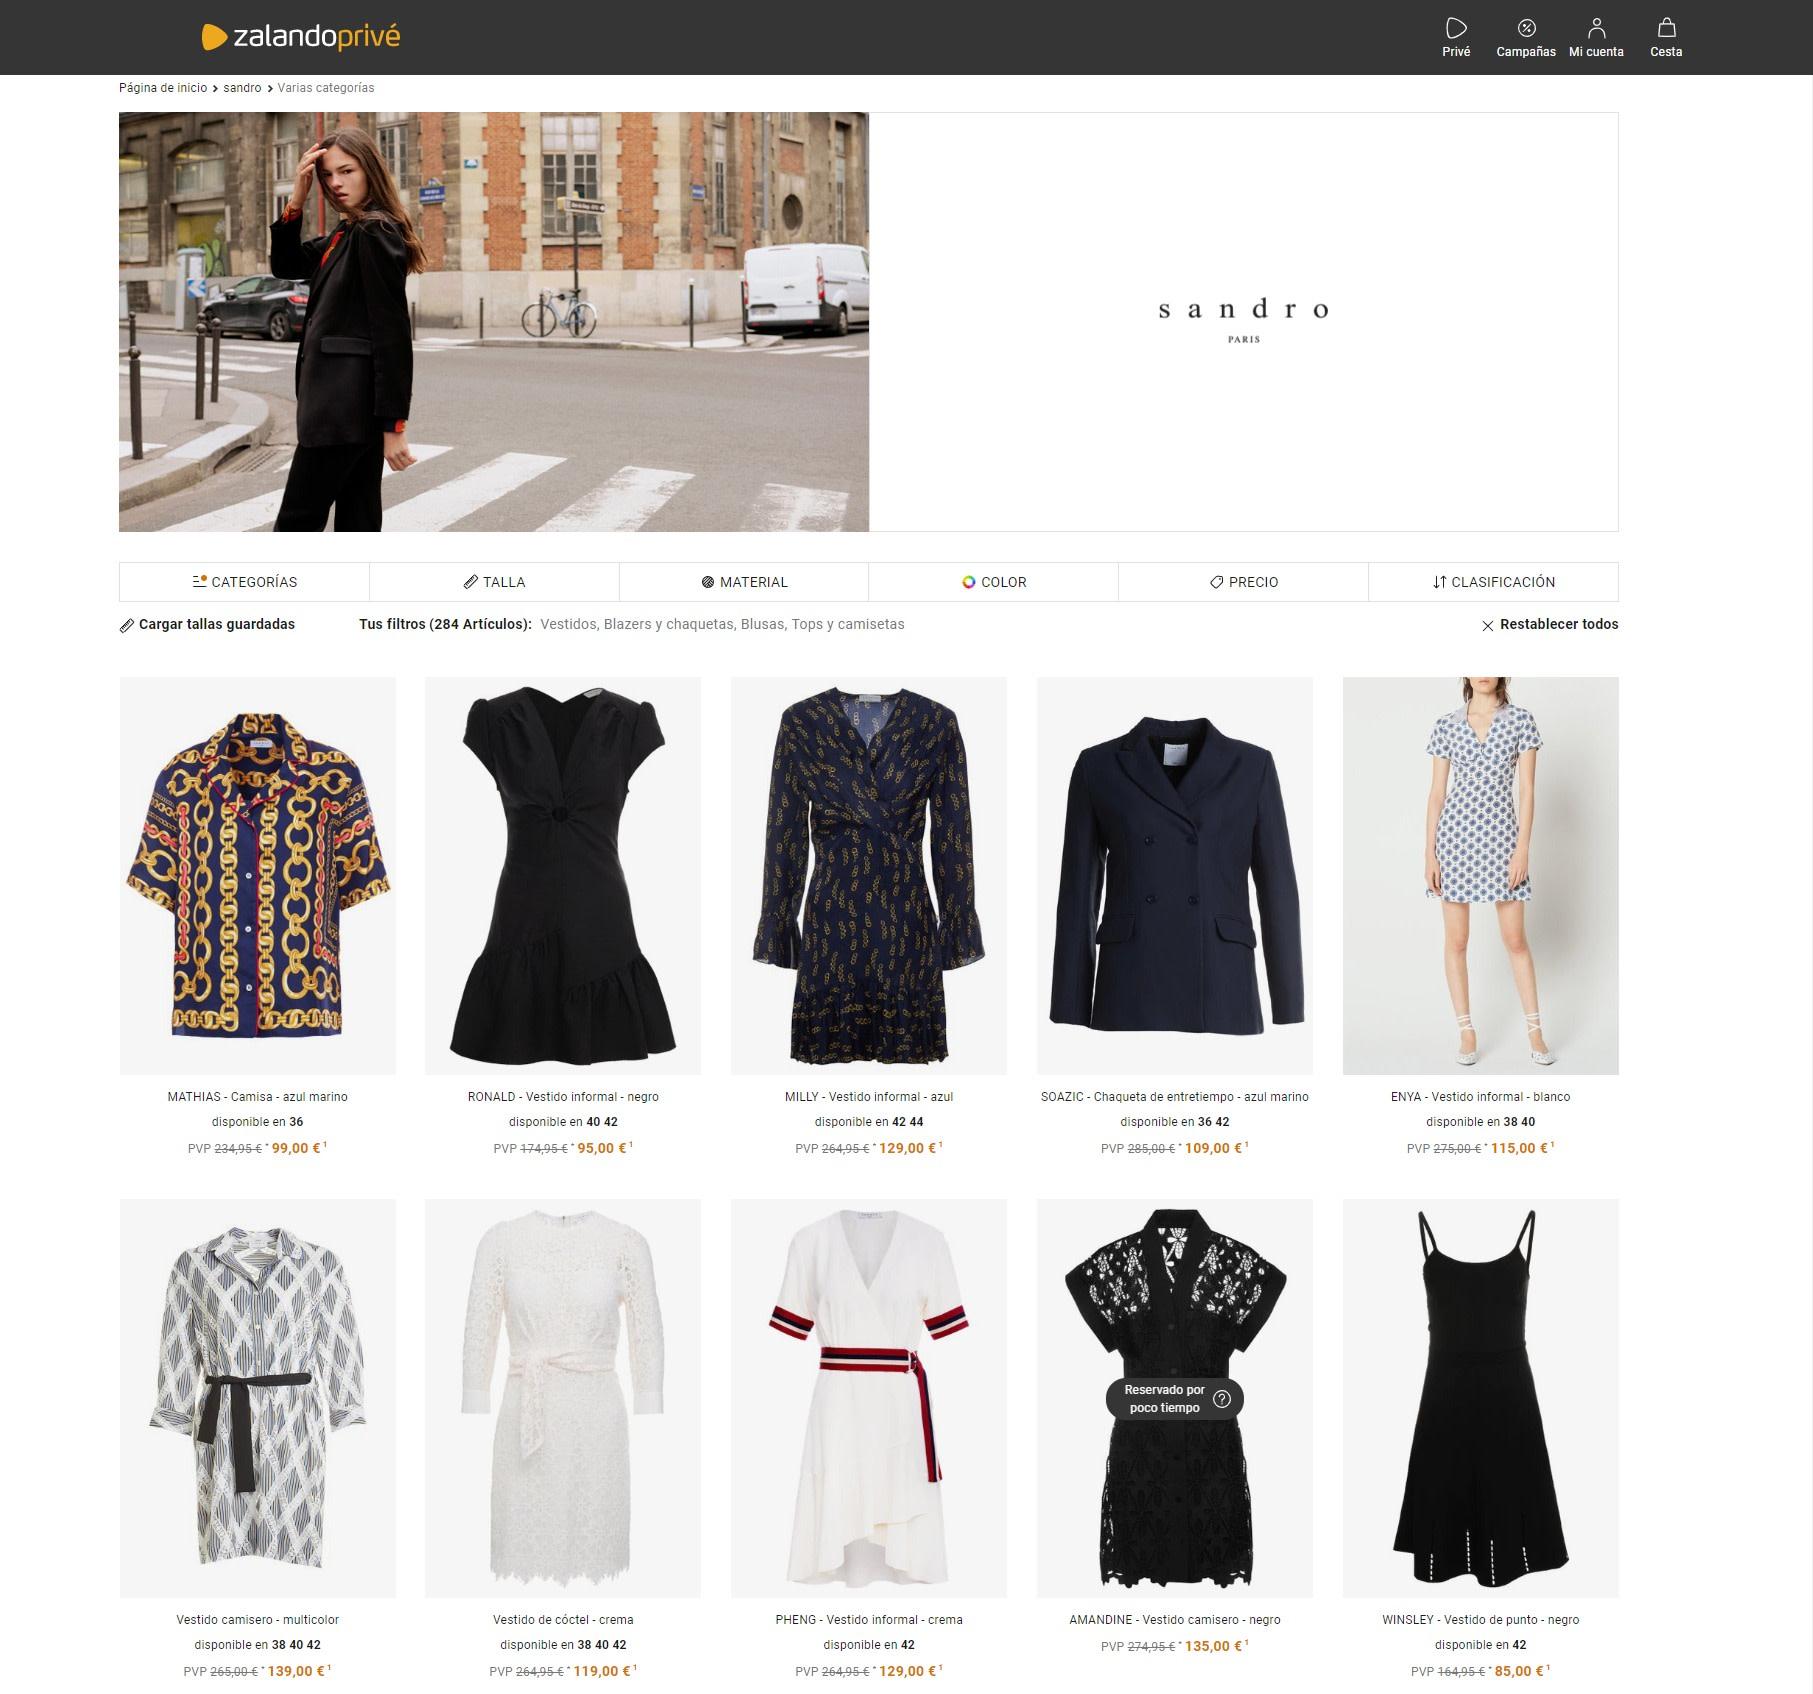 zalandoprivé
Privé
Campañas
Mi cuenta
Cesta
Página de inicio > sandro > Varias categorías
sandro
PARIS
CATEGORÍAS
TALLA
MATERIAL
COLOR
PRECIO
CLASIFICACIÓN
Cargar tallas guardadas
Tus filtros (284 Artículos): Vestidos, Blazers y chaquetas, Blusas, Tops y camisetas
Restablecer todos
MATHIAS - Camisa - azul marino
disponible en 36
PVP 234,95 € * 99,00 € 1
RONALD - Vestido informal - negro
disponible en 40 42
PVP 174,95 € * 95,00 € 1
MILLY - Vestido informal - azul
disponible en 42 44
PVP 264,95 € * 129,00 € 1
SOAZIC - Chaqueta de entretiempo - azul marino
disponible en 36 42
PVP 285,00 € * 109,00 € 1
ENYA - Vestido informal - blanco
disponible en 38 40
PVP 275,00 € * 115,00 € 1
Vestido camisero - multicolor
disponible en 38 40 42
PVP 265,00 € * 139,00 € 1
Vestido de cóctel - crema
disponible en 38 40 42
PVP 264,95 € * 119,00 € 1
PHENG - Vestido informal - crema
disponible en 42
PVP 264,95 € * 129,00 € 1
Reservado por
poco tiempo
?
AMANDINE - Vestido camisero - negro
PVP 274,95 € * 135,00 € 1
WINSLEY - Vestido de punto - negro
disponible en 42
PVP 164,95 € * 85,00 € 1